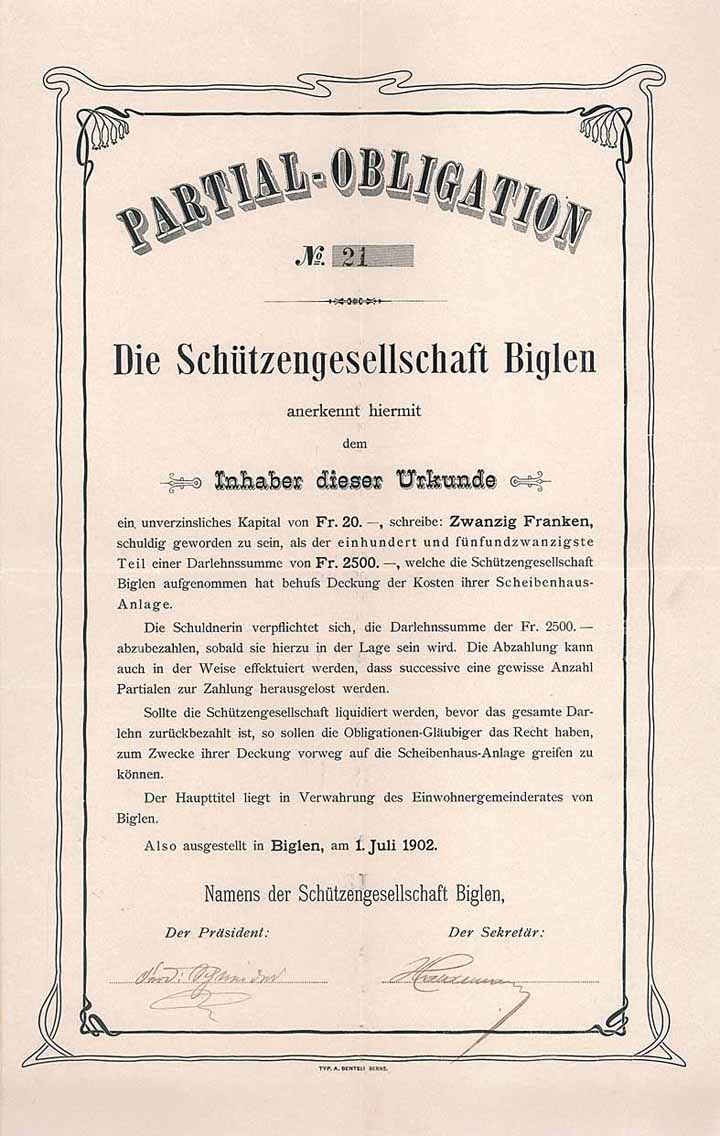 PARTIAL-OBLIGATION
No. 21
Die Schützengesellschaft Biglen
anerkennt hiermit
dem
Inhaber dieser Urkunde
ein unverzinsliches Kapital von Fr. 20. —, schreibe: Zwanzig Franken,
schuldig geworden zu sein, als der einhundert und fünfundzwanzigste
Teil einer Darlehnssumme von Fr. 2500. —, welche die Schützengesellschaft
Biglen aufgenommen hat behufs Deckung der Kosten ihrer Scheibenhaus-
Anlage.
Die Schuldnerin verpflichtet sich, die Darlehnssumme der Fr. 2500. —
abzubezahlen, sobald sie hierzu in der Lage sein wird. Die Abzahlung kann
auch in der Weise effektuiert werden, dass successive eine gewisse Anzahl
Partialen zur Zahlung herausgelost werden.
Sollte die Schützengesellschaft liquidiert werden, bevor das gesamte Dar-
lehn zurückbezahlt ist, so sollen die Obligationen-Gläubiger das Recht haben,
zum Zwecke ihrer Deckung vorweg auf die Scheibenhaus-Anlage greifen zu
können.
Der Haupttitel liegt in Verwahrung des Einwohnergemeinderates von
Biglen.
Also ausgestellt in Biglen, am 1. Juli 1902.
Namens der Schützengesellschaft Biglen,
Der Präsident: Der Sekretär:
TYP. A. BENTELI BERNE.